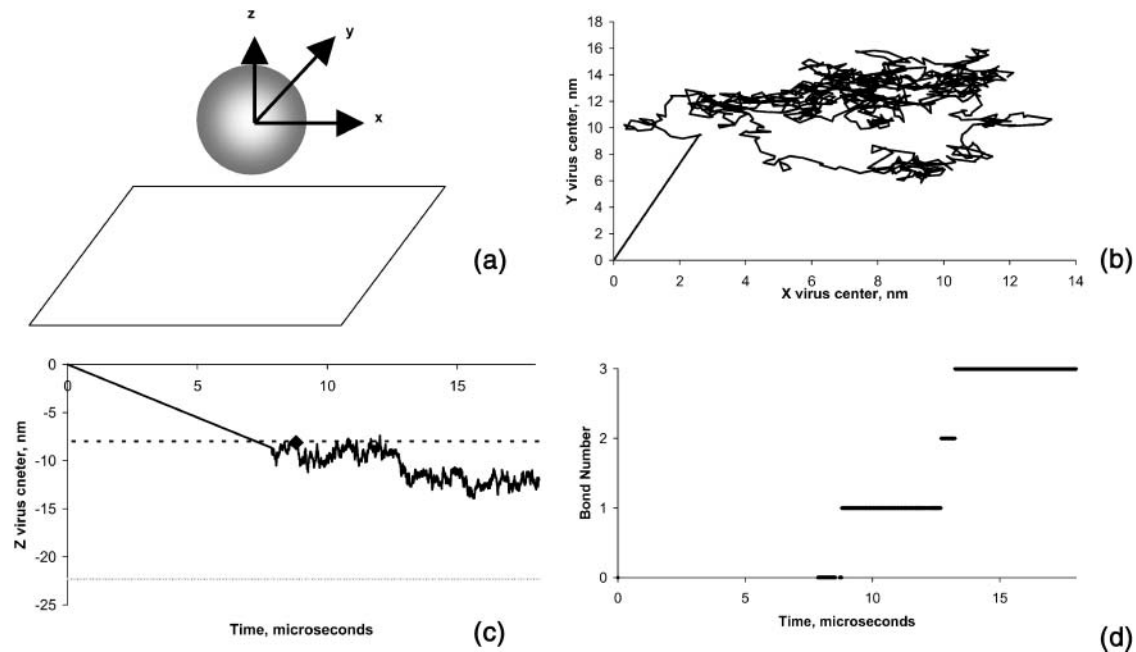 z
y
x
(a)
18
16
14
12
10
8
6
4
2
0
Y virus center, nm
0 2 4 6 8 10 12 14
X virus center, nm
(b)
0
-5
-10
-15
-20
-25
Z virus cneter, nm
0 5 10 15
Time, microseconds
(c)
3
2
1
0
Bond Number
0 5 10 15
Time, microseconds
(d)